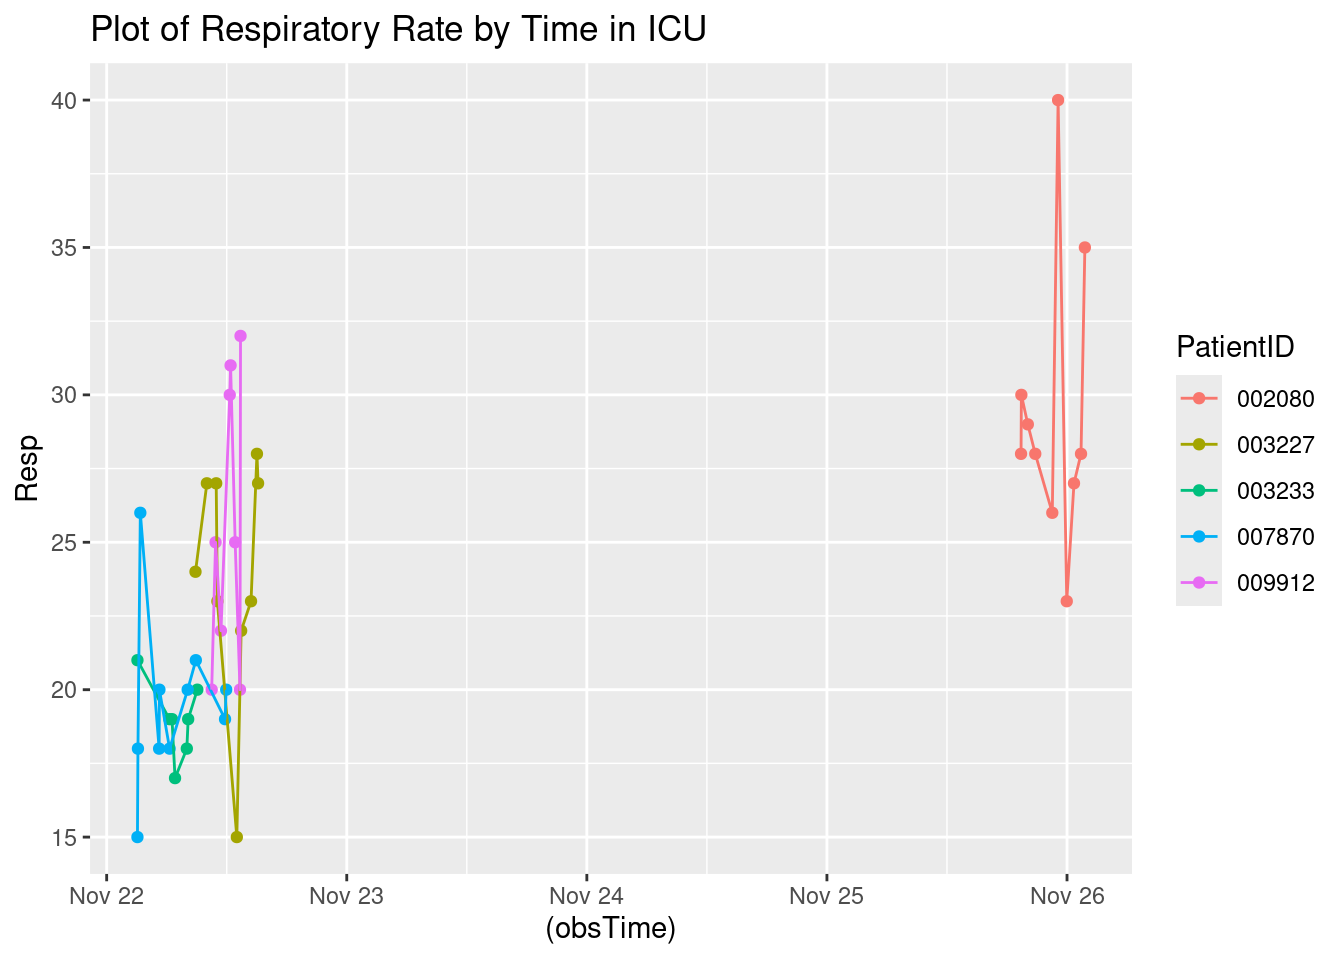 Plot of Respiratory Rate by Time in ICU
40
35
30
25
20
15
Resp
Nov 22 Nov 23 Nov 24 Nov 25 Nov 26
(obsTime)
PatientID
002080
003227
003233
007870
009912